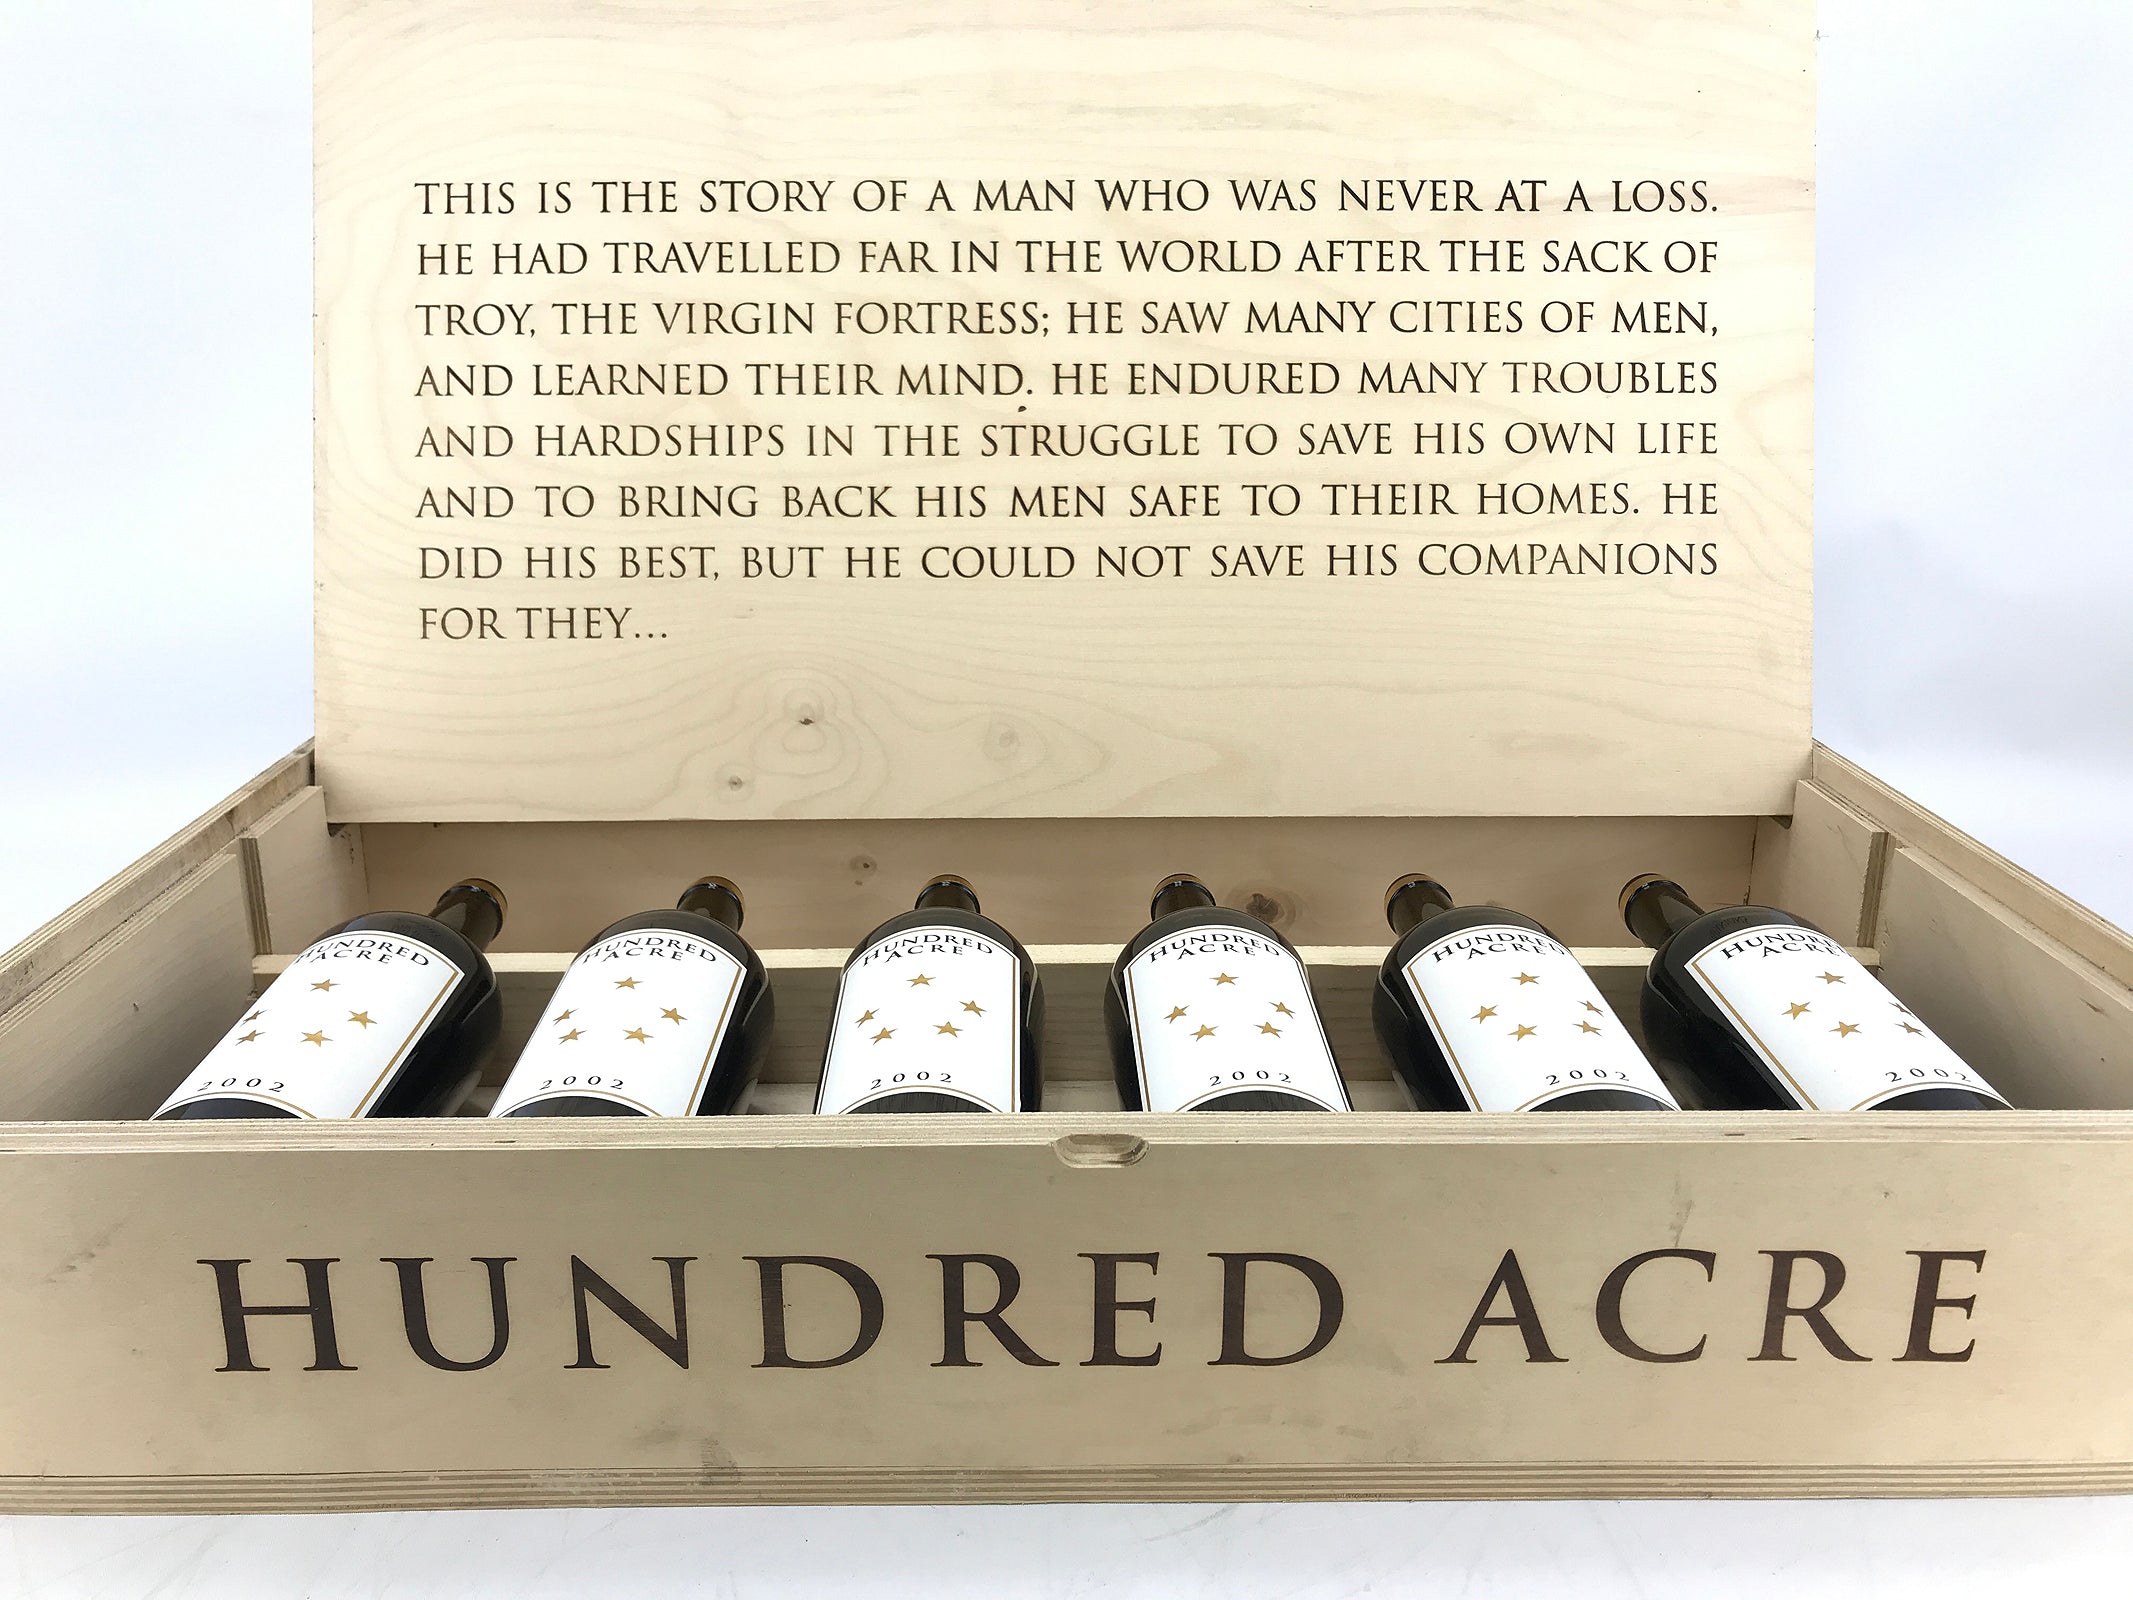 THIS IS THE STORY OF A MAN WHO WAS NEVER AT A LOSS.
HE HAD TRAVELLED FAR IN THE WORLD AFTER THE SACK OF
TROY, THE VIRGIN FORTRESS; HE SAW MANY CITIES OF MEN,
AND LEARNED THEIR MIND. HE ENDURED MANY TROUBLES
AND HARDSHIPS IN THE STRUGGLE TO SAVE HIS OWN LIFE
AND TO BRING BACK HIS MEN SAFE TO THEIR HOMES. HE
DID HIS BEST, BUT HE COULD NOT SAVE HIS COMPANIONS
FOR THEY...
HUNDRED
ACRE
2002
HUNDRED
ACRE
2002
HUNDRED
ACRE
2002
HUNDRED
ACRE
2002
HUNDRED
ACRE
2002
HUNDRED
ACRE
2002
HUNDRED ACRE